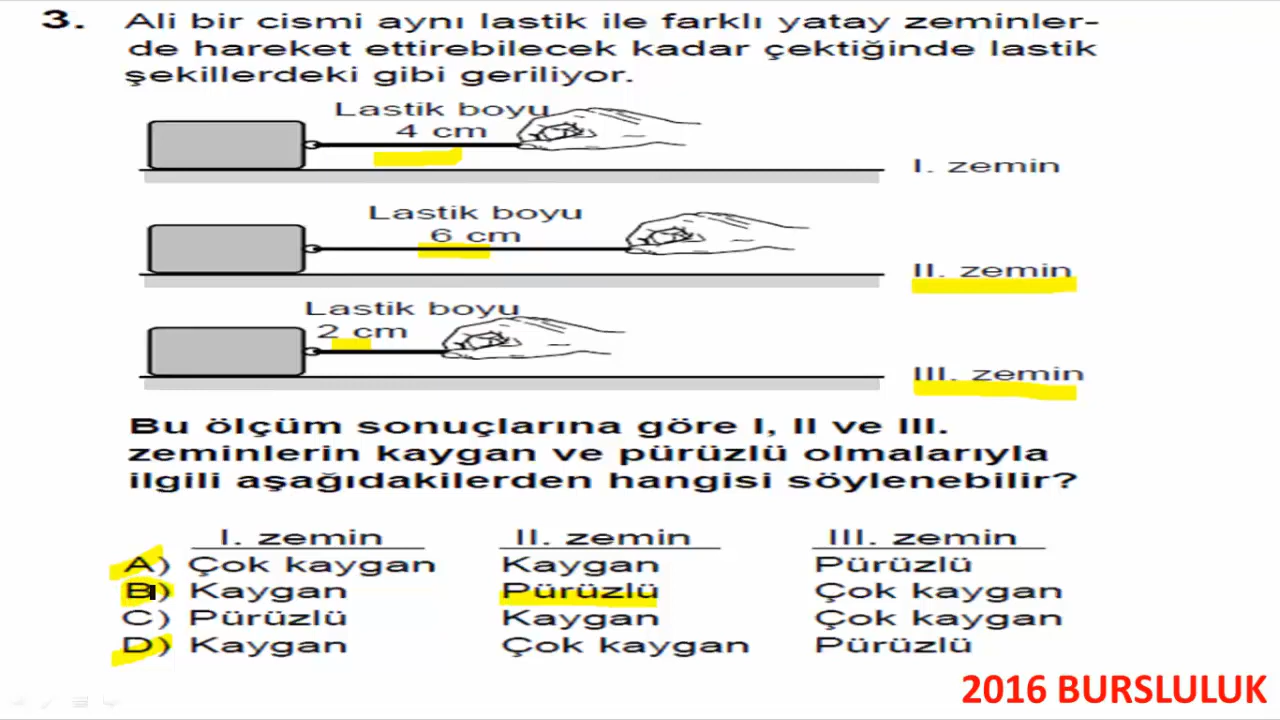 3. Ali bir cismi aynı lastik ile farklı yatay zeminler-
de hareket ettirebilecek kadar çektiğinde lastik
şekillerdeki gibi geriliyor.
Lastik boyu
4 cm
I. zemin
Lastik boyu
6 cm
II. zemin
Lastik boyu
2 cm
III. zemin
Bu ölçüm sonuçlarına göre I, II ve III.
zeminlerin kaygan ve pürüzlü olmalarıyla
ilgili aşağıdakilerden hangisi söylenebilir?
I. zemin II. zemin III. zemin
A) Çok kaygan Kaygan Pürüzlü
B) Kaygan Pürüzlü Çok kaygan
C) Pürüzlü Kaygan Çok kaygan
D) Kaygan Çok kaygan Pürüzlü
2016 BURSLULUK